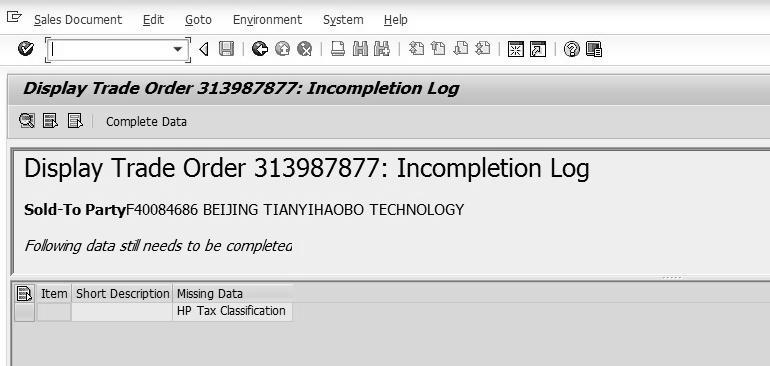 Sales Document Edit Goto Environment System Help
Display Trade Order 313987877: Incompletion Log
Complete Data
Display Trade Order 313987877: Incompletion Log
Sold-To PartyF40084686 BEIJING TIANYIHAOBO TECHNOLOGY
Following data still needs to be completed
Item Short Description Missing Data
HP Tax Classification